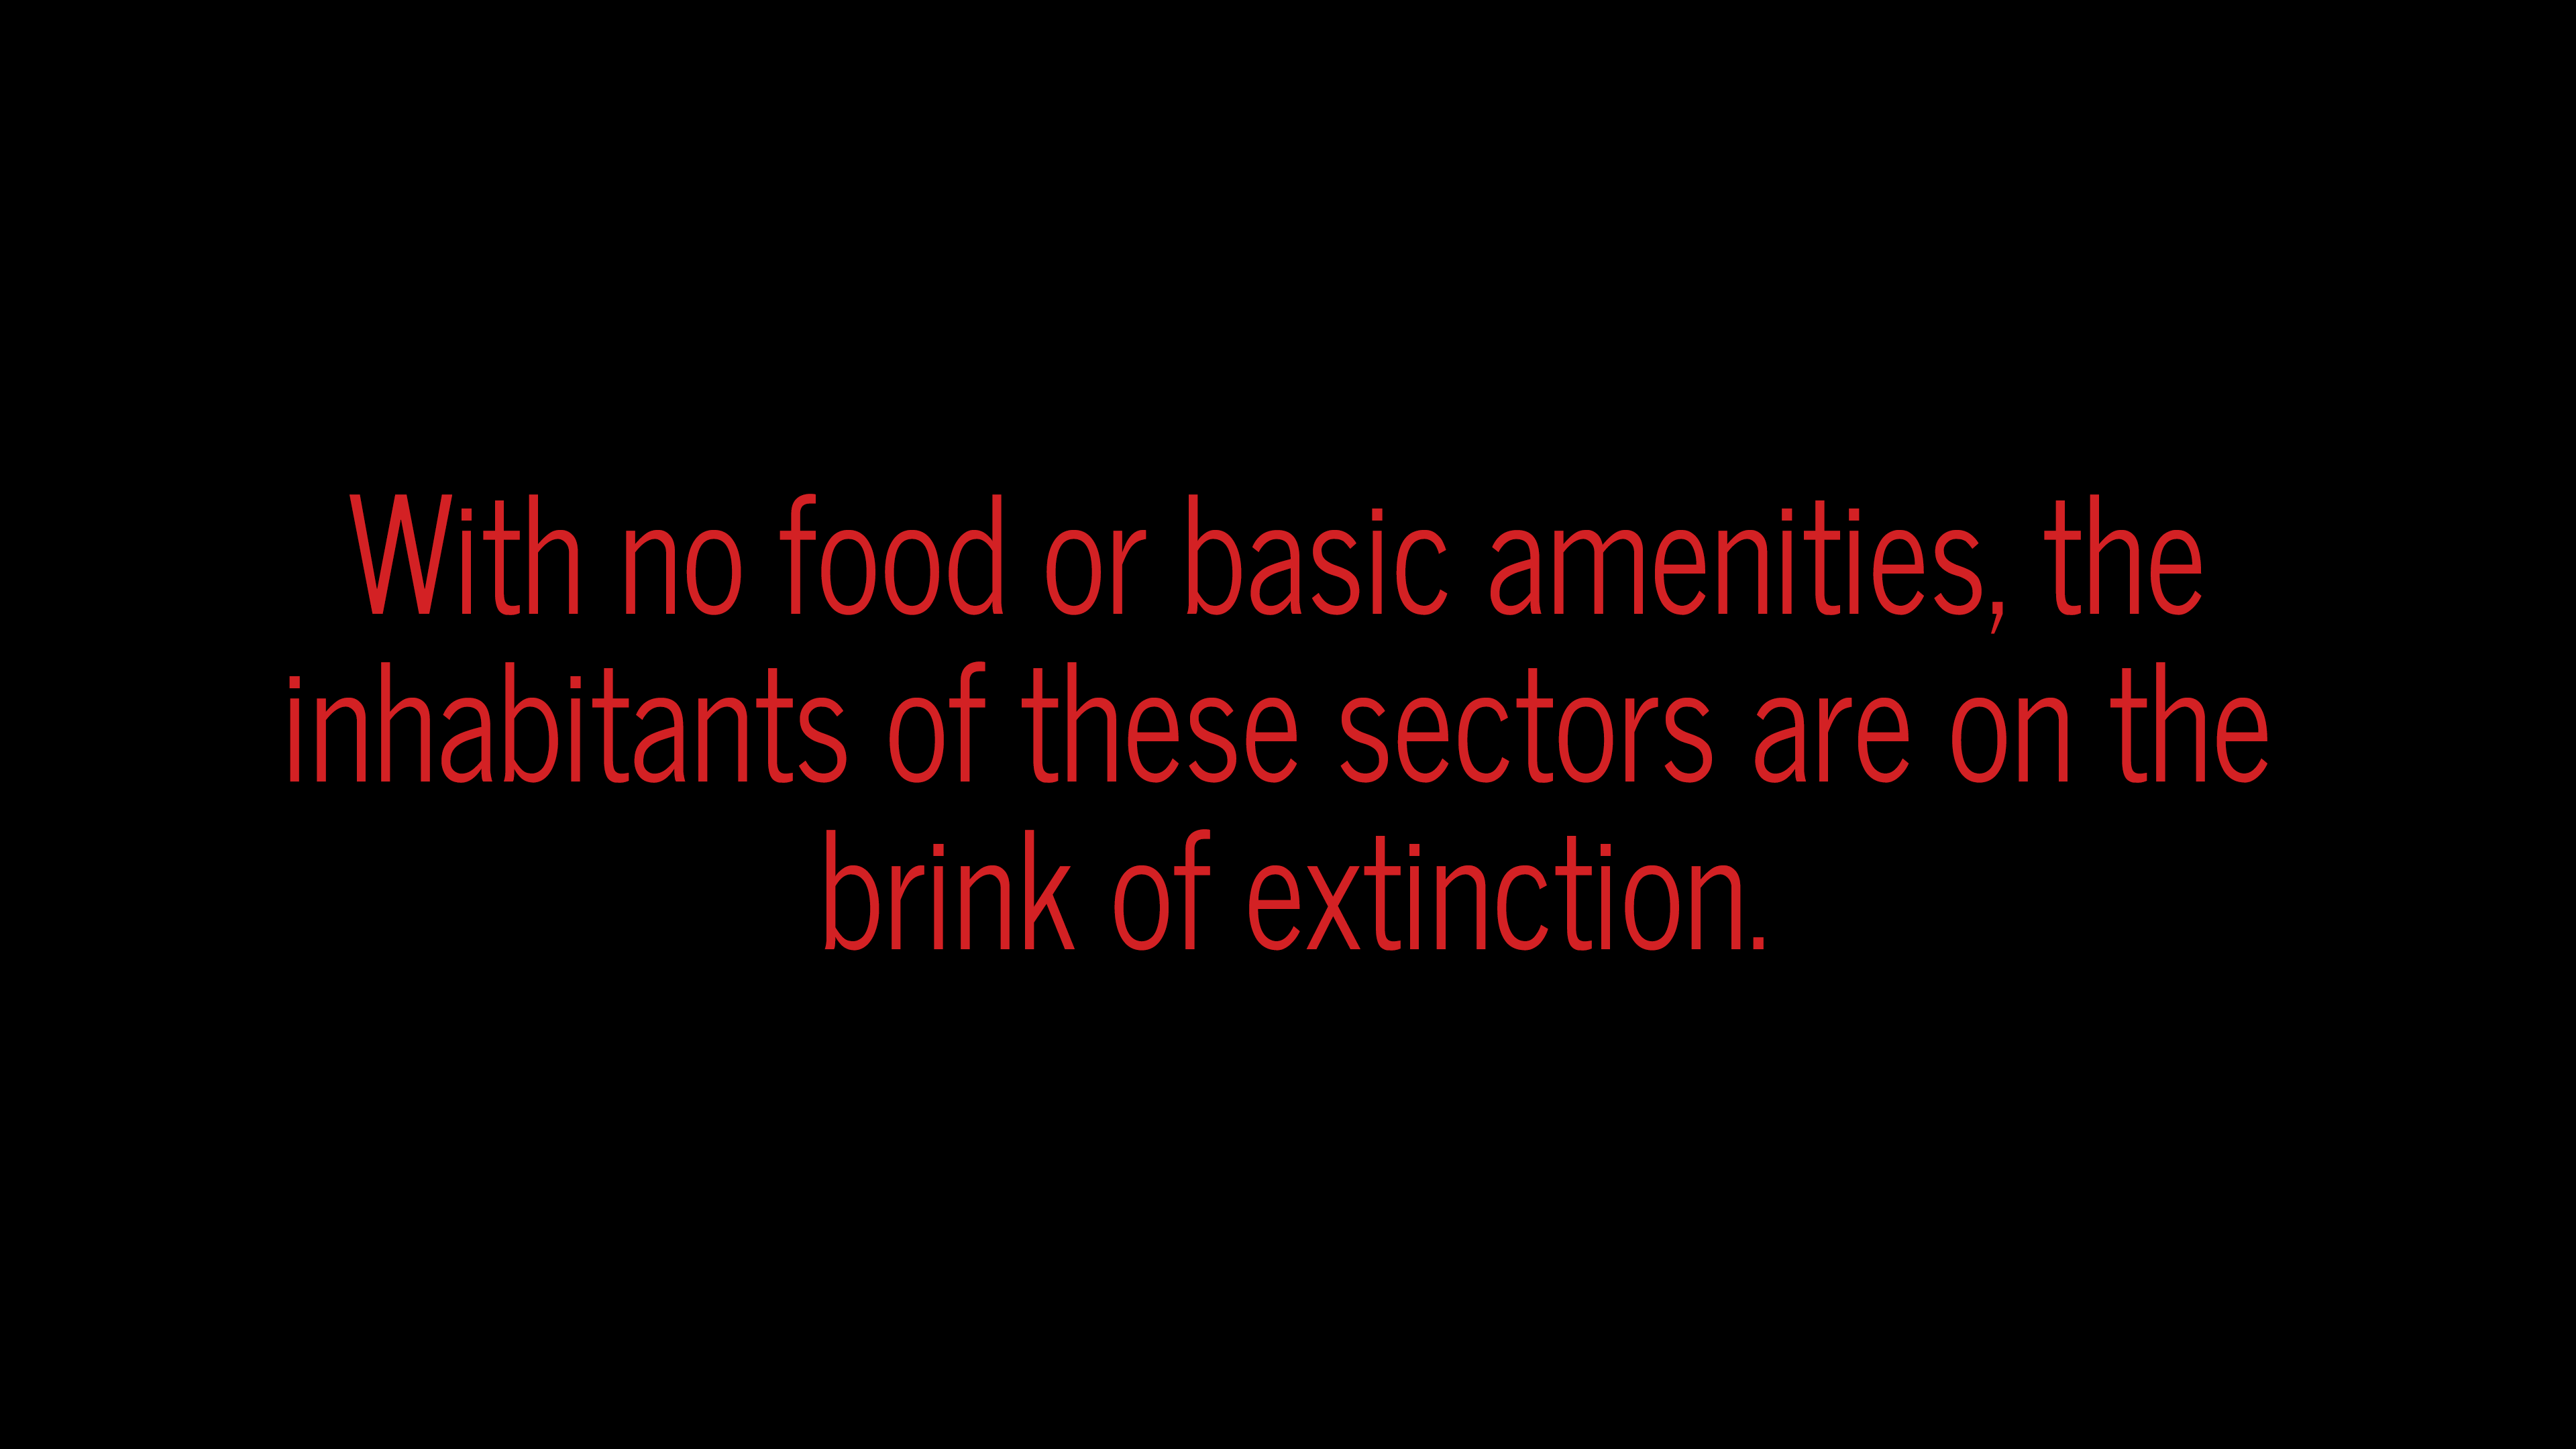 With no food or basic amenities, the
inhabitants of these sectors are on the
brink of extinction.